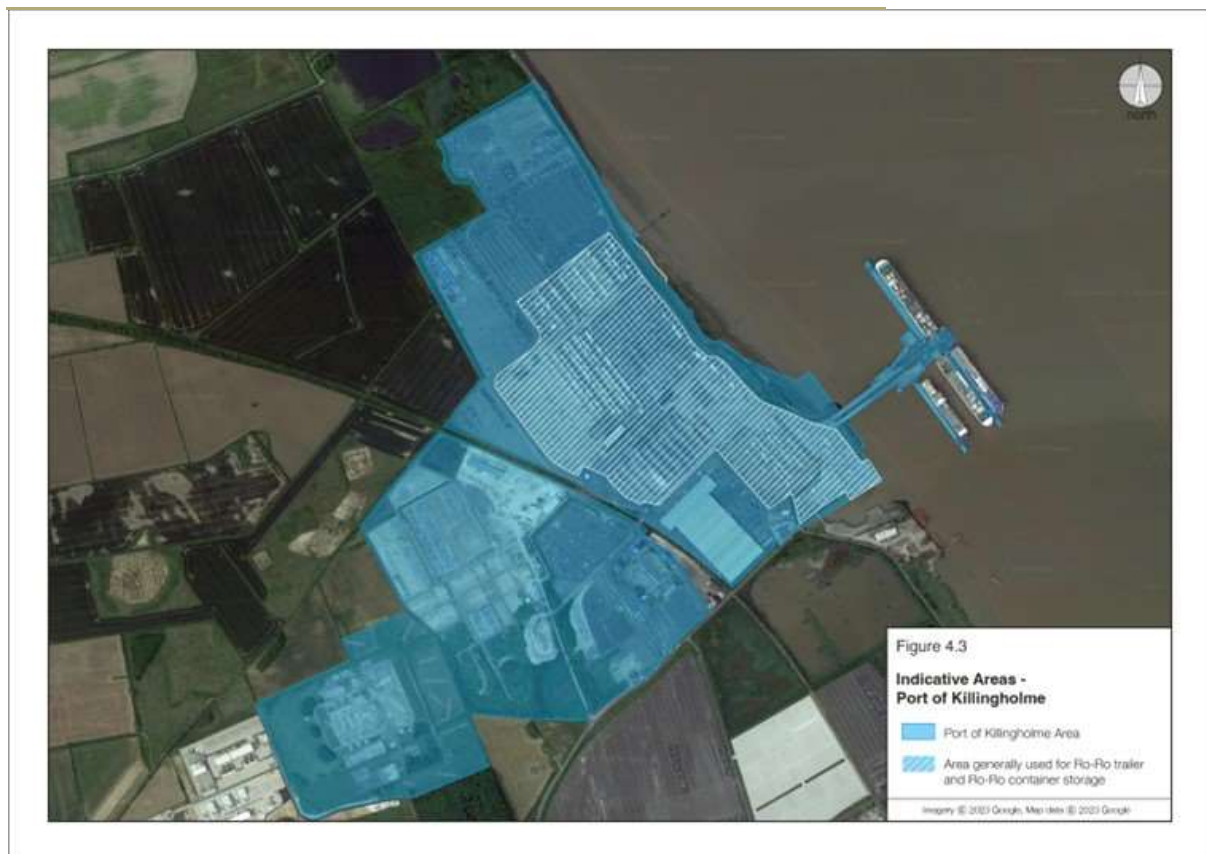 north
Figure 4.3
Indicative Areas -
Port of Killingholme
Port of Killingholme Area
Area generally used for Ro-Ro trailer
and Ro-Ro container storage
Imagery © 2023 Google, Map data © 2023 Google